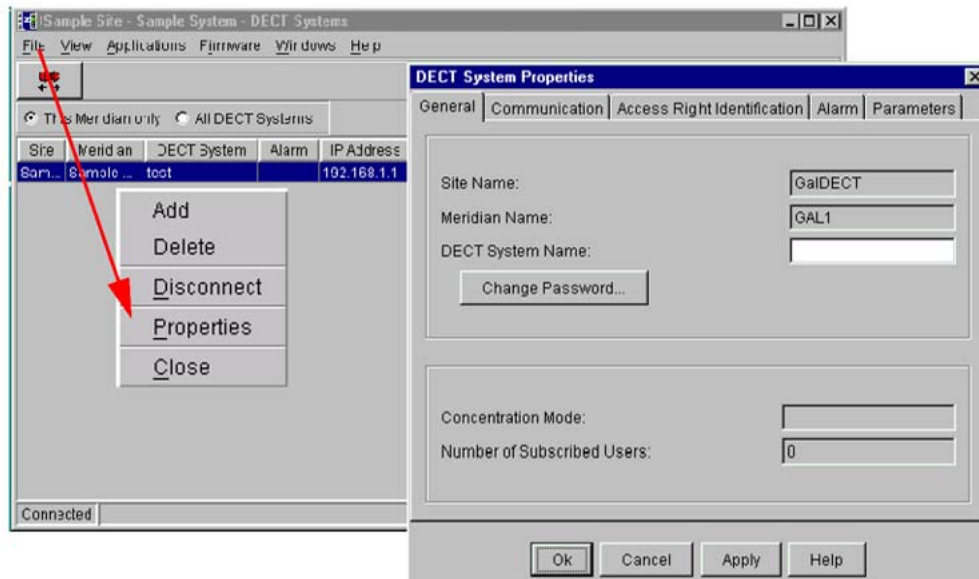 Sample Site - Sample System - DECT Systems
File View Applications Firmware Windows Help
This Meridian only All DECT Systems
Site Meridian DECT System Alarm IP Address
Sam... Sample ... test 192.168.1.1
Add
Delete
Disconnect
Properties
Close
Connected
DECT System Properties
General Communication Access Right Identification Alarm Parameters
Site Name: GalDECT
Meridian Name: GAL1
DECT System Name:
Change Password...
Concentration Mode:
Number of Subscribed Users: 0
Ok Cancel Apply Help